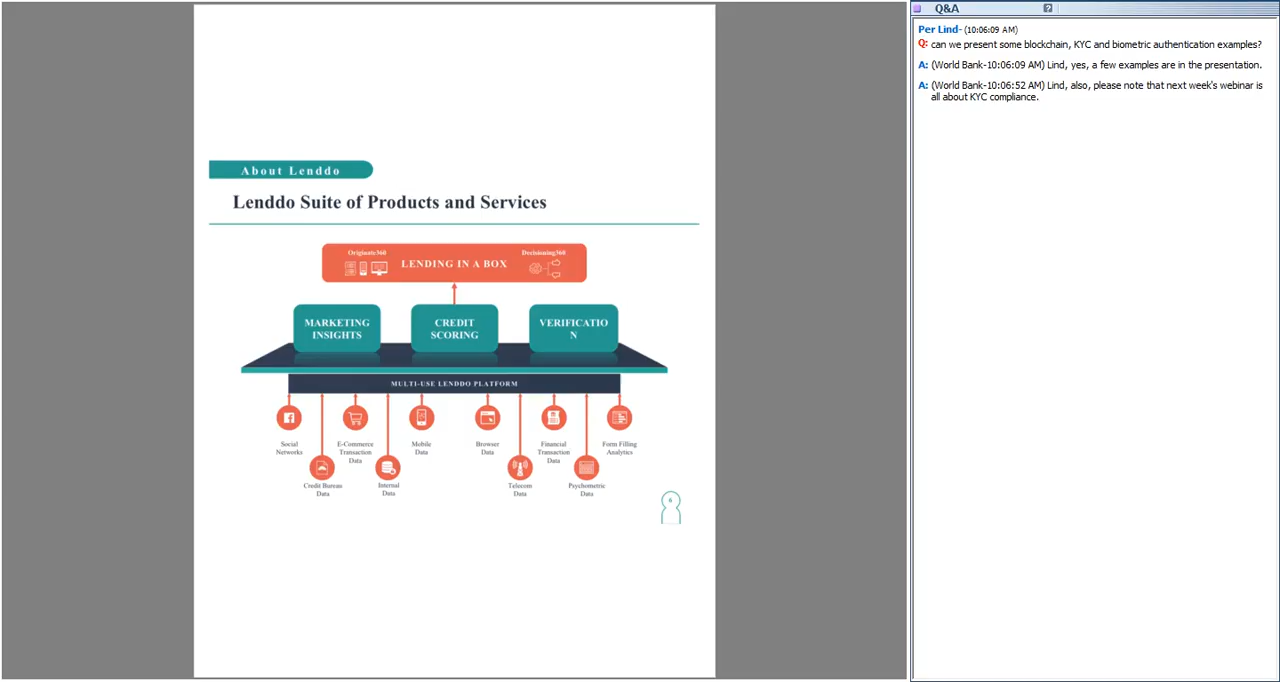 About Lenddo
Lenddo Suite of Products and Services
Originate360
Decisioning360
LENDING IN A BOX
MARKETING
INSIGHTS
CREDIT
SCORING
VERIFICATIO
N
MULTI-USE LENDDO PLATFORM
Social
Networks
E-Commerce
Transaction
Data
Mobile
Data
Browser
Data
Financial
Transaction
Data
Form Filling
Analytics
Credit Bureau
Data
Internal
Data
Telecom
Data
Psychometric
Data
Q&A
Per Lind- (10:06:09 AM)
Q: can we present some blockchain, KYC and biometric authentication examples?
A: (World Bank-10:06:09 AM) Lind, yes, a few examples are in the presentation.
A: (World Bank-10:06:52 AM) Lind, also, please note that next week's webinar is
all about KYC compliance.